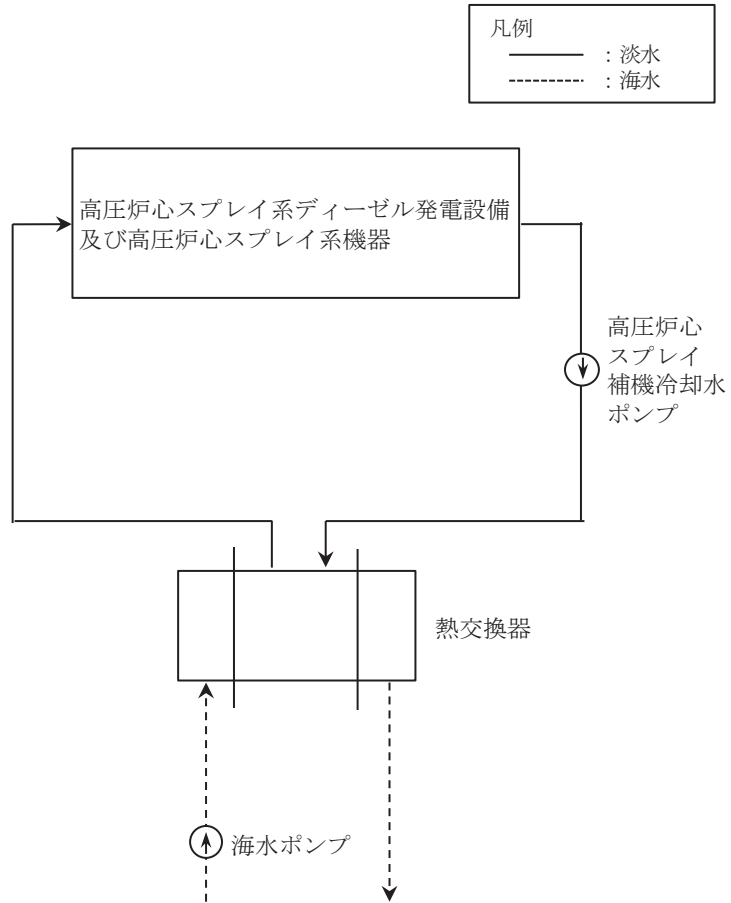 凡例
：淡水
：海水
高圧炉心スプレイ系ディーゼル発電設備
及び高圧炉心スプレイ系機器
高圧炉心
スプレイ
補機冷却水
ポンプ
熱交換器
海水ポンプ